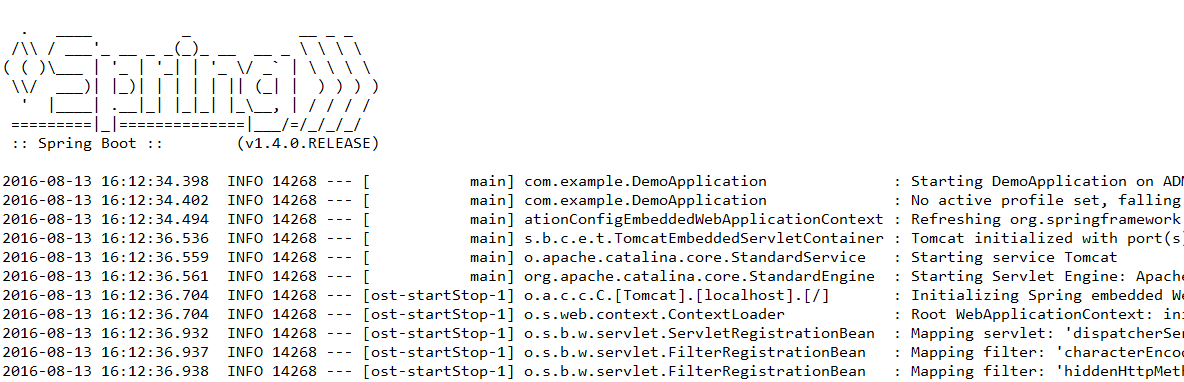 .   ____          _            __ _ _
 /\\ / ___'_ __ _ _(_)_ __  __ _ \ \ \ \
( ( )\___ | '_ | '_| | '_ \/ _` | \ \ \ \
 \\/  ___)| |_)| | | | | || (_| |  ) ) ) )
  '  |____| .__|_| |_|_| |_\__, | / / / /
 =========|_|==============|___/=/_/_/_/
 :: Spring Boot ::        (v1.4.0.RELEASE)
2016-08-13 16:12:34.398  INFO 14268 --- [           main] com.example.DemoApplication              : Starting DemoApplication on
2016-08-13 16:12:34.402  INFO 14268 --- [           main] com.example.DemoApplication              : No active profile set, falling
2016-08-13 16:12:34.494  INFO 14268 --- [           main] ationConfigEmbeddedWebApplicationContext : Refreshing org.springframework
2016-08-13 16:12:36.536  INFO 14268 --- [           main] s.b.c.e.t.TomcatEmbeddedServletContainer : Tomcat initialized with port(s)
2016-08-13 16:12:36.559  INFO 14268 --- [           main] o.apache.catalina.core.StandardService   : Starting service Tomcat
2016-08-13 16:12:36.561  INFO 14268 --- [           main] org.apache.catalina.core.StandardEngine  : Starting Servlet Engine: Apache
2016-08-13 16:12:36.704  INFO 14268 --- [ost-startStop-1] o.a.c.c.C.[Tomcat].[localhost].[/]       : Initializing Spring embedded We
2016-08-13 16:12:36.704  INFO 14268 --- [ost-startStop-1] o.s.web.context.ContextLoader            : Root WebApplicationContext: ini
2016-08-13 16:12:36.932  INFO 14268 --- [ost-startStop-1] o.s.b.w.servlet.ServletRegistrationBean  : Mapping servlet: 'dispatcherSer
2016-08-13 16:12:36.937  INFO 14268 --- [ost-startStop-1] o.s.b.w.servlet.FilterRegistrationBean   : Mapping filter: 'characterEnco
2016-08-13 16:12:36.938  INFO 14268 --- [ost-startStop-1] o.s.b.w.servlet.FilterRegistrationBean   : Mapping filter: 'hiddenHttpMet